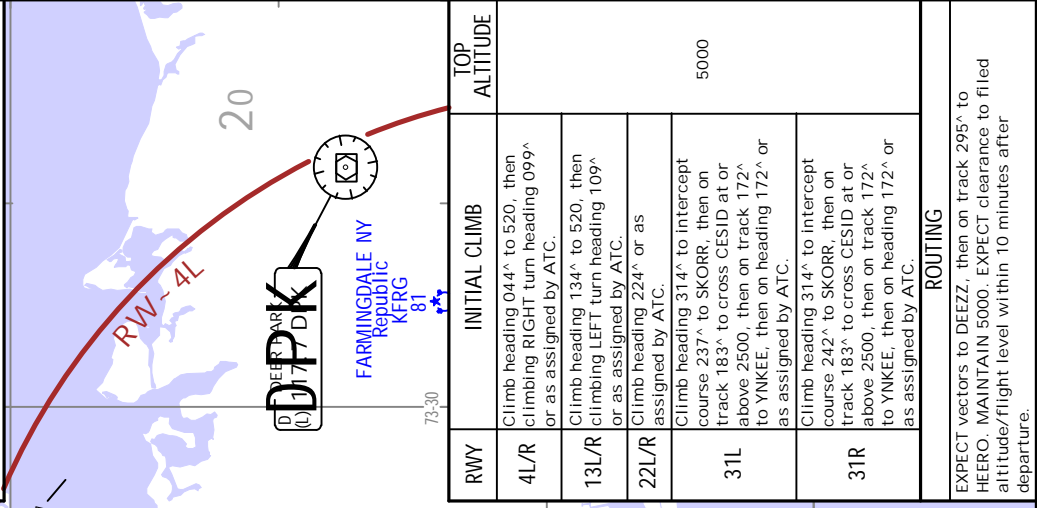 20
RW ~ 4L
DEER PARK
D
(L)
DPK
FARMINGDALE NY
Republic
KFRG
81
73-30
RWY INITIAL CLIMB TOP ALTITUDE
4L/R Climb heading 044^ to 520, then
climbing RIGHT turn heading 099^
or as assigned by ATC.
13L/R Climb heading 134^ to 520, then
climbing LEFT turn heading 109^
or as assigned by ATC.
22L/R Climb heading 224^ or as
assigned by ATC.
31L Climb heading 314^ to intercept
course 237^ to SKORR, then on
track 183^ to cross CESID at or
above 2500, then on track 172^
to YNKEE, then on heading 172^ or
as assigned by ATC.
31R Climb heading 314^ to intercept
course 242^ to SKORR, then on
track 183^ to cross CESID at or
above 2500, then on track 172^
to YNKEE, then on heading 172^ or
as assigned by ATC.
5000
ROUTING
EXPECT vectors to DEEZZ, then on track 295^ to
HEERO. MAINTAIN 5000. EXPECT clearance to filed
altitude/flight level within 10 minutes after
departure.